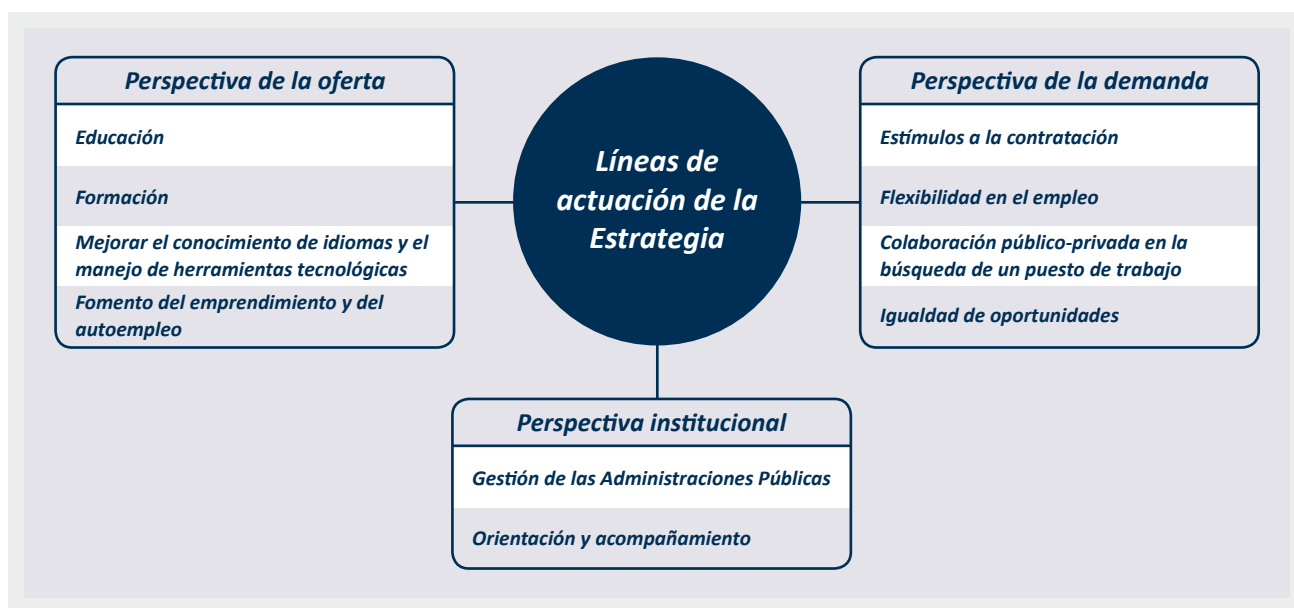 Perspectiva de la oferta
Educación
Formación
Mejorar el conocimiento de idiomas y el
manejo de herramientas tecnológicas
Fomento del emprendimiento y del
autoempleo
Líneas de
actuación de la
Estrategia
Perspectiva de la demanda
Estímulos a la contratación
Flexibilidad en el empleo
Colaboración público-privada en la
búsqueda de un puesto de trabajo
Igualdad de oportunidades
Perspectiva institucional
Gestión de las Administraciones Públicas
Orientación y acompañamiento